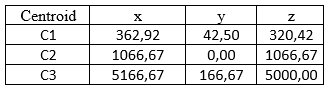 Centroid x y z
C1 362,92 42,50 320,42
C2 1066,67 0,00 1066,67
C3 5166,67 166,67 5000,00